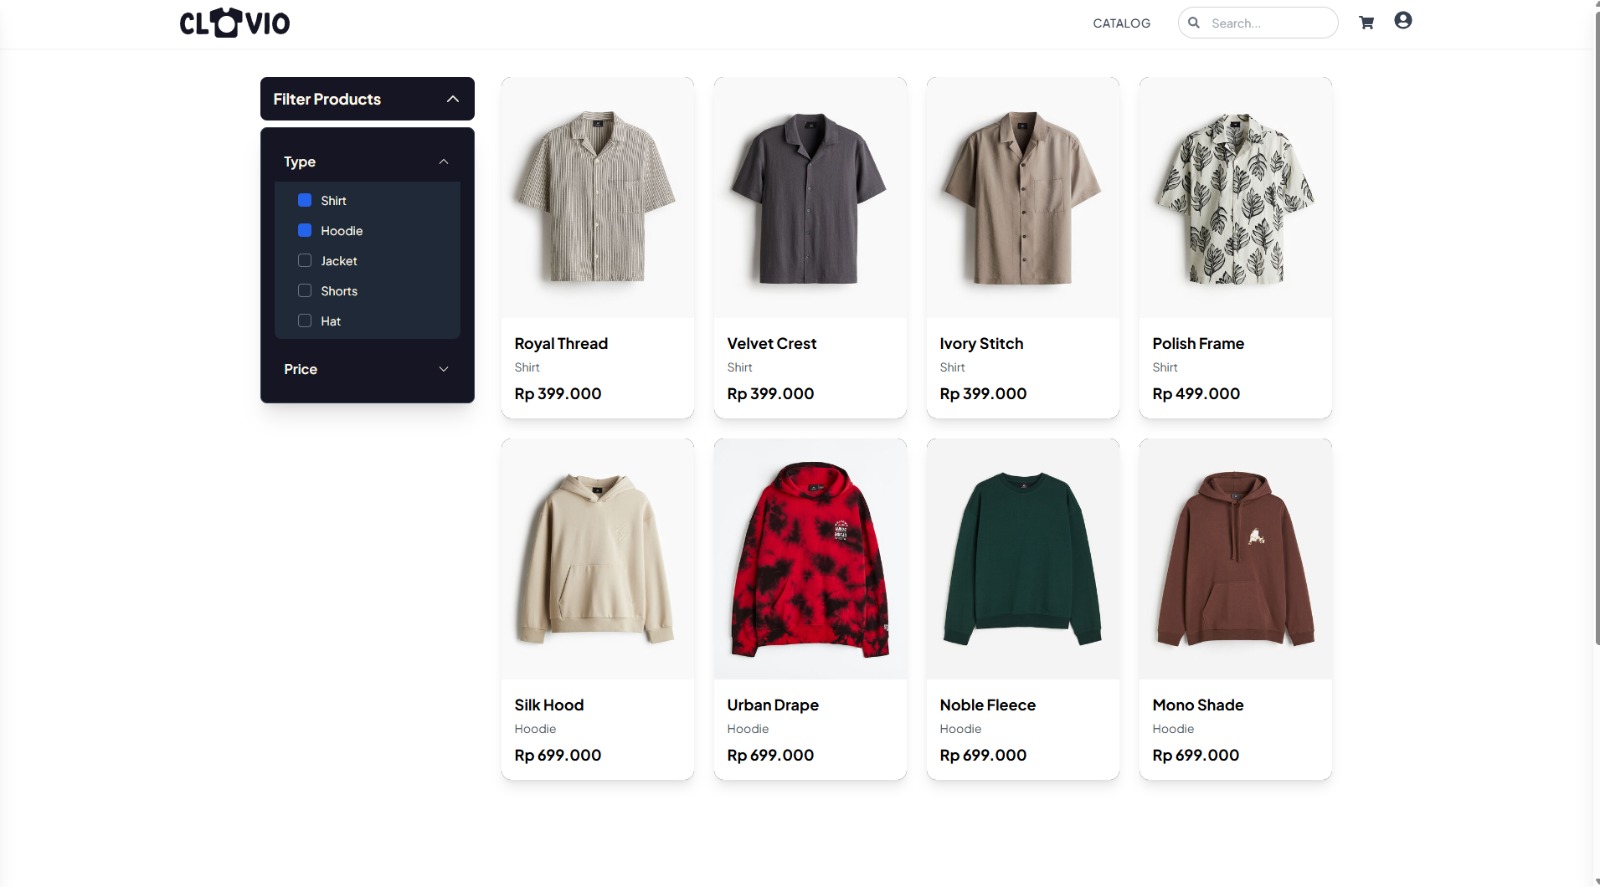 CLOVIO
CATALOG
Search...
Filter Products
Type
Shirt
Hoodie
Jacket
Shorts
Hat
Price
Royal Thread
Shirt
Rp 399.000
Velvet Crest
Shirt
Rp 399.000
Ivory Stitch
Shirt
Rp 399.000
Polish Frame
Shirt
Rp 499.000
Silk Hood
Hoodie
Rp 699.000
Urban Drape
Hoodie
Rp 699.000
Noble Fleece
Hoodie
Rp 699.000
Mono Shade
Hoodie
Rp 699.000